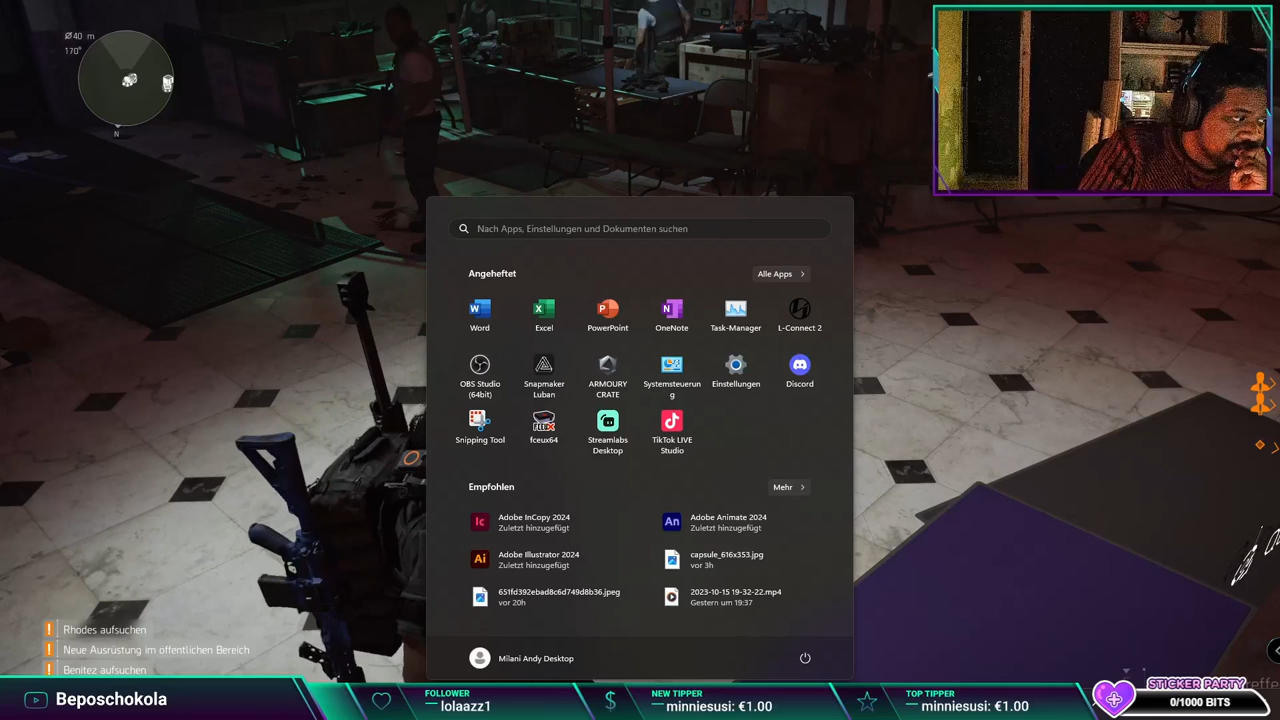 Ø40 m
170°
N
Nach Apps, Einstellungen und Dokumenten suchen
Angeheftet
Alle Apps
Word
Excel
PowerPoint
OneNote
Task-Manager
L-Connect 2
OBS Studio
(64bit)
Snapmaker
Luban
ARMOURY
CRATE
Systemsteuerun
g
Einstellungen
Discord
Snipping Tool
fceux64
Streamlabs
Desktop
TikTok LIVE
Studio
Empfohlen
Mehr
Adobe InCopy 2024
Zuletzt hinzugefügt
Adobe Animate 2024
Zuletzt hinzugefügt
Adobe Illustrator 2024
Zuletzt hinzugefügt
capsule_616x353.jpg
vor 3h
651fd392ebad8c6d749d8b36.jpeg
vor 20h
2023-10-15 19-32-22.mp4
Gestern um 19:37
Milani Andy Desktop
Rhodes aufsuchen
Neue Ausrüstung im öffentlichen Bereich
Benitez aufsuchen
Beposchokola
FOLLOWER
lolaazz1
NEW TIPPER
minniesusi: €1.00
TOP TIPPER
minniesusi: €1.00
STICKER PARTY
0/1000 BITS